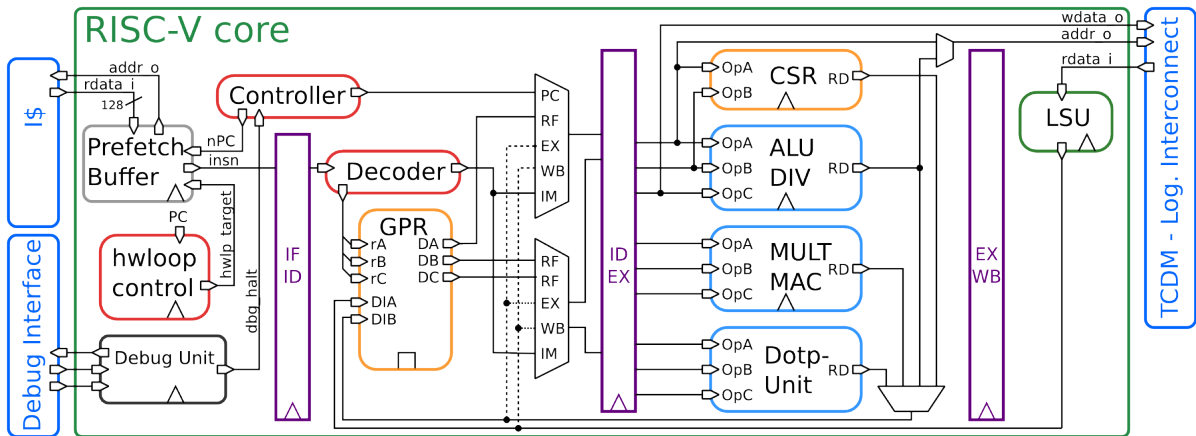 RISC-V core
I$
addr_o
rdata_i
128
Prefetch
Buffer
nPC
insn
Controller
PC
hwloop
control
hwlp_target
dbg_halt
Debug Interface
Debug Unit
IF
ID
Decoder
GPR
rA
rB
rC
DIA
DIB
DA
DB
DC
PC
RF
EX
WB
IM
RF
RF
EX
WB
IM
ID
EX
OpA
OpB
CSR
RD
OpA
OpB
OpC
ALU
DIV
RD
OpA
OpB
OpC
MULT
MAC
RD
OpA
OpB
OpC
Dotp-
Unit
RD
EX
WB
wdata_o
addr_o
rdata_i
LSU
TCDM - Log. Interconnect